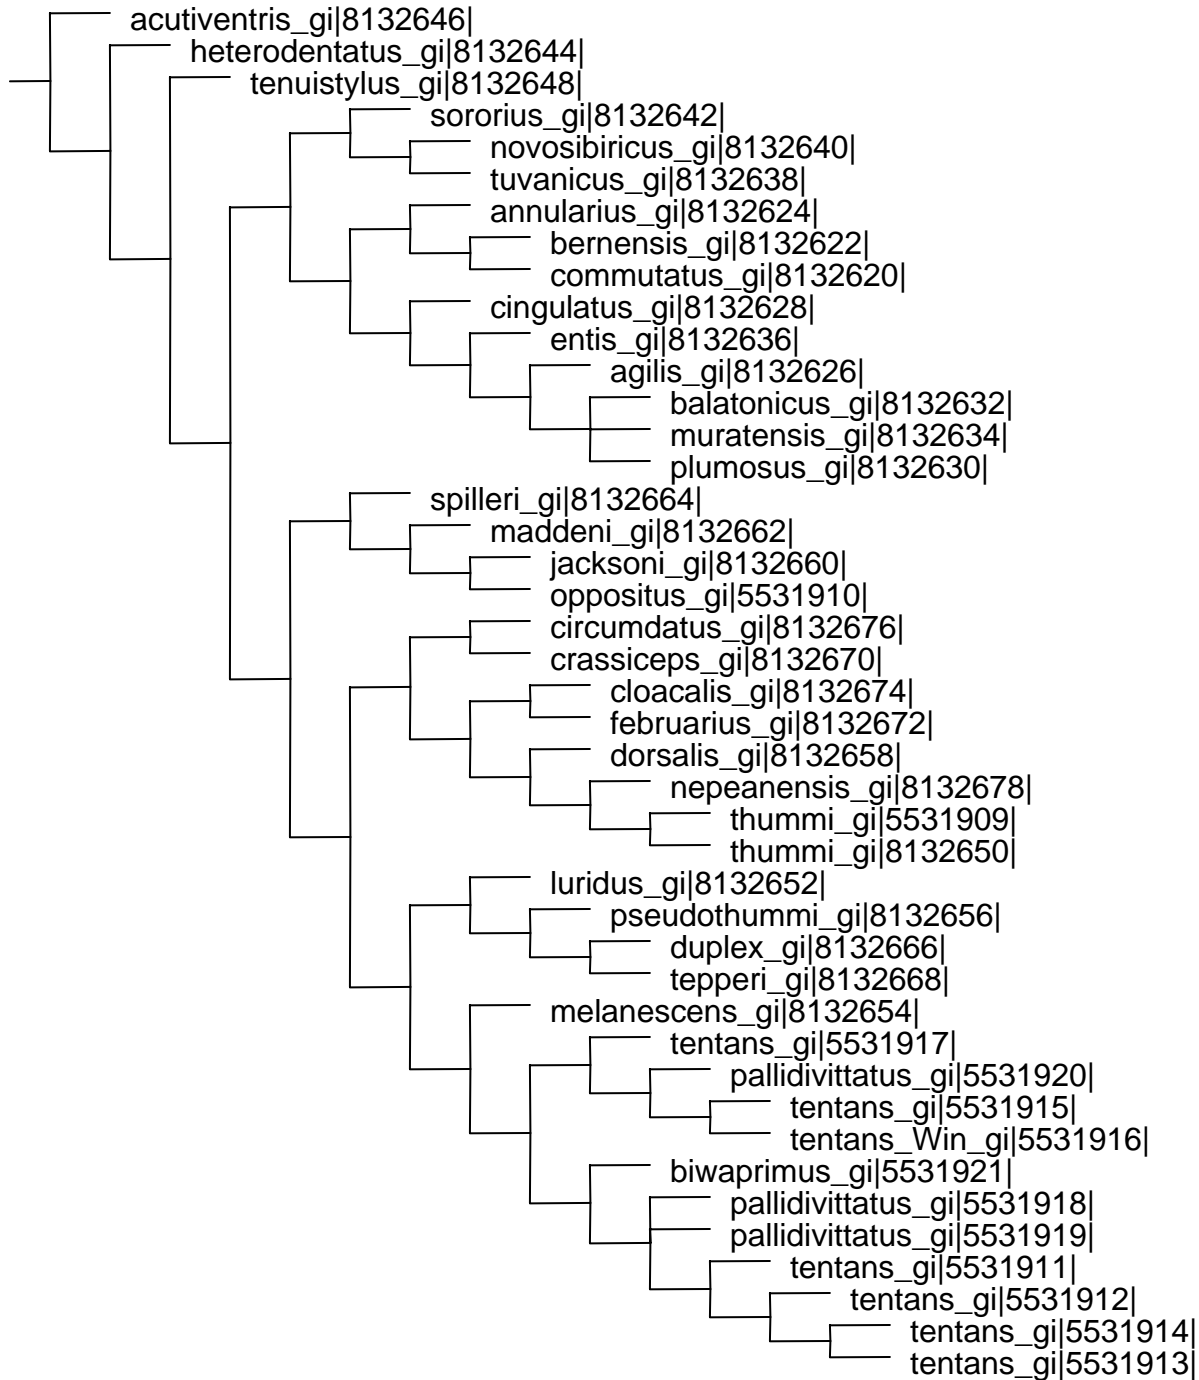 acutiventris_gi|8132646|
heterodentatus_gi|8132644|
tenuistylus_gi|8132648|
sororius_gi|8132642|
novosibiricus_gi|8132640|
tuvanicus_gi|8132638|
annularius_gi|8132624|
bernensis_gi|8132622|
commutatus_gi|8132620|
cingulatus_gi|8132628|
entis_gi|8132636|
agilis_gi|8132626|
balatonicus_gi|8132632|
muratensis_gi|8132634|
plumosus_gi|8132630|
spilleri_gi|8132664|
maddeni_gi|8132662|
jacksoni_gi|8132660|
oppositus_gi|5531910|
circumdatus_gi|8132676|
crassiceps_gi|8132670|
cloacalis_gi|8132674|
februarius_gi|8132672|
dorsalis_gi|8132658|
nepeanensis_gi|8132678|
thummi_gi|5531909|
thummi_gi|8132650|
luridus_gi|8132652|
pseudothummi_gi|8132656|
duplex_gi|8132666|
tepperi_gi|8132668|
melanescens_gi|8132654|
tentans_gi|5531917|
pallidivittatus_gi|5531920|
tentans_gi|5531915|
tentans_Win_gi|5531916|
biwaprimus_gi|5531921|
pallidivittatus_gi|5531918|
pallidivittatus_gi|5531919|
tentans_gi|5531911|
tentans_gi|5531912|
tentans_gi|5531914|
tentans_gi|5531913|